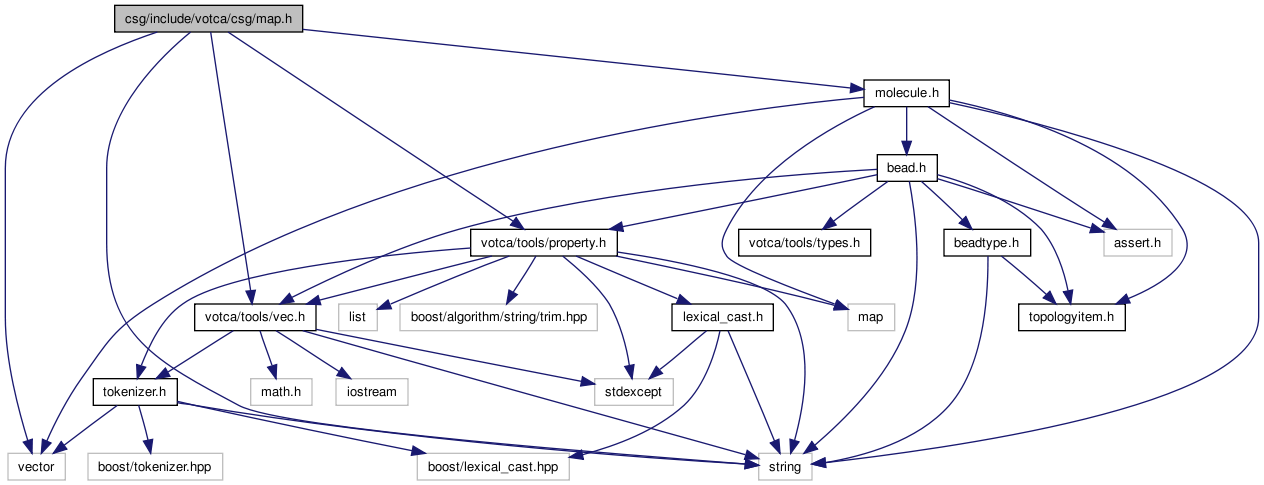 csg/include/votca/csg/map.h
molecule.h
bead.h
votca/tools/property.h
votca/tools/types.h
beadtype.h
assert.h
votca/tools/vec.h
list
boost/algorithm/string/trim.hpp
lexical_cast.h
map
topologyitem.h
tokenizer.h
math.h
iostream
stdexcept
vector
boost/tokenizer.hpp
boost/lexical_cast.hpp
string